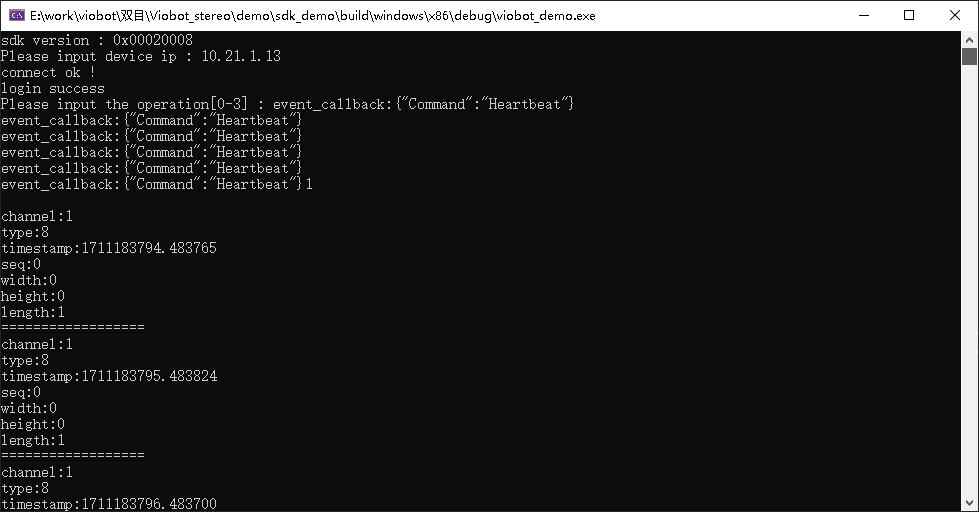 E:\work\viobot\双目\Viobot_stereo\demo\sdk_demo\build\windows\x86\debug\viobot_demo.exe
sdk version : 0x00020008
Please input device ip : 10.21.1.13
connect ok !
login success
Please input the operation[0-3] : event_callback:{"Command":"Heartbeat"}
event_callback:{"Command":"Heartbeat"}
event_callback:{"Command":"Heartbeat"}
event_callback:{"Command":"Heartbeat"}
event_callback:{"Command":"Heartbeat"}
event_callback:{"Command":"Heartbeat"}1
channel:1
type:8
timestamp:1711183794.483765
seq:0
width:0
height:0
length:1
==================
channel:1
type:8
timestamp:1711183795.483824
seq:0
width:0
height:0
length:1
==================
channel:1
type:8
timestamp:1711183796.483700